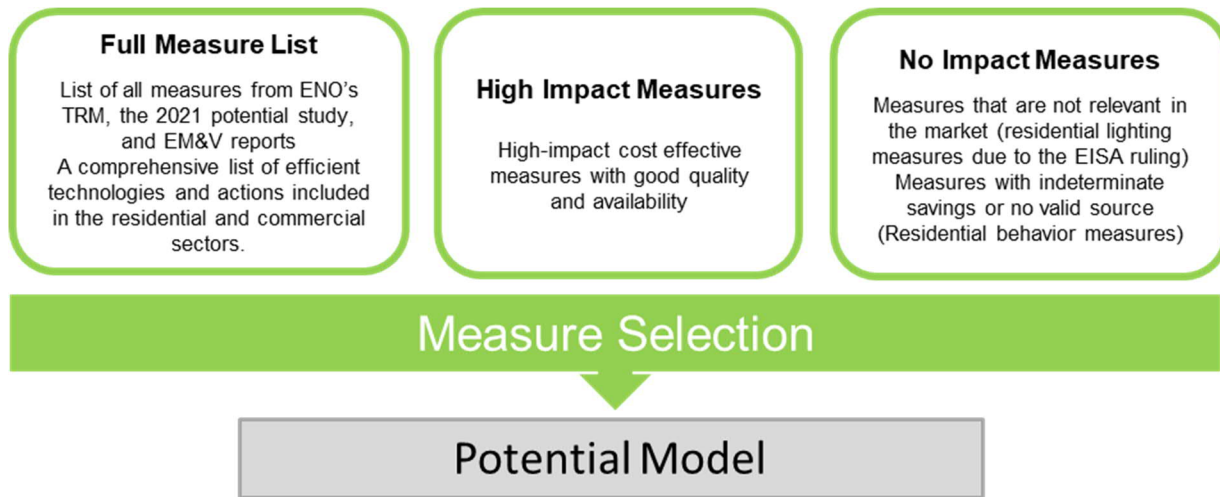 Full Measure List
List of all measures from ENO's
TRM, the 2021 potential study,
and EM&V reports
A comprehensive list of efficient
technologies and actions included
in the residential and commercial
sectors.
High Impact Measures
High-impact cost effective
measures with good quality
and availability
No Impact Measures
Measures that are not relevant in
the market (residential lighting
measures due to the EISA ruling)
Measures with indeterminate
savings or no valid source
(Residential behavior measures)
Measure Selection
Potential Model